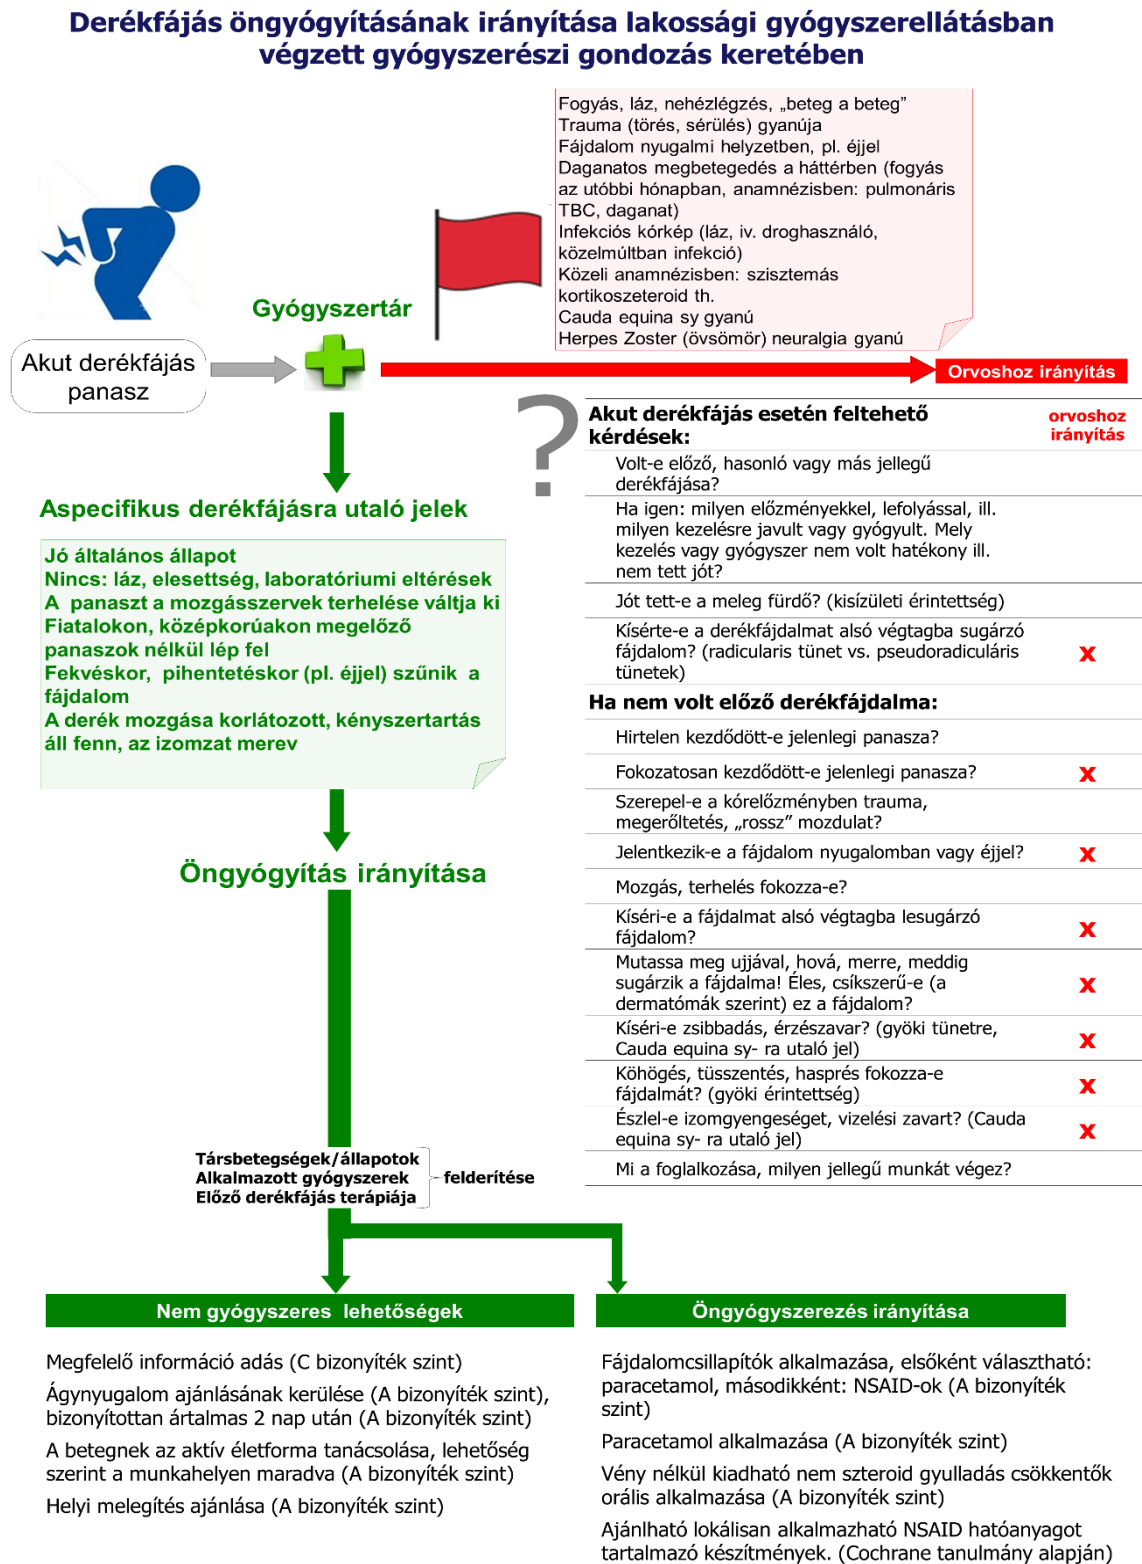 Derékfájás öngyógyításának irányítása lakossági gyógyszerellátásban
végzett gyógyszerészi gondozás keretében
Fogyás, láz, nehézlégzés, „beteg a beteg”
Trauma (törés, sérülés) gyanúja
Fájdalom nyugalmi helyzetben, pl. éjjel
Daganatos megbetegedés a háttérben (fogyás
az utóbbi hónapban, anamnézisben: pulmonáris
TBC, daganat)
Infekciós kórkép (láz, iv. droghasználó,
közelmúltban infekció)
Közeli anamnézisben: szisztemás
kortikoszeteroid th.
Cauda equina sy gyanú
Herpes Zoster (övsömör) neuralgia gyanú
Gyógyszertár
Akut derékfájás
panasz
Orvoshoz irányítás
?
Akut derékfájás esetén feltehető
kérdések:
orvoshoz
irányítás
Volt-e előző, hasonló vagy más jellegű
derékfájása?
Ha igen: milyen előzményekkel, lefolyással, ill.
milyen kezelésre javult vagy gyógyult. Mely
kezelés vagy gyógyszer nem volt hatékony ill.
nem tett jót?
Jót tett-e a meleg fürdő? (kisízületi érintettség)
Kísérte-e a derékfájdalmat alsó végtagba sugárzó
fájdalom? (radicularis tünet vs. pseudoradiculáris
tünetek)
x
Ha nem volt előző derékfájdalma:
Hirtelen kezdődött-e jelenlegi panasza?
Fokozatosan kezdődött-e jelenlegi panasza? x
Szerepel-e a kórelőzményben trauma,
megerőltetés, „rossz” mozdulat?
Jelentkezik-e a fájdalom nyugalomban vagy éjjel? x
Mozgás, terhelés fokozza-e?
Kíséri-e a fájdalmat alsó végtagba lesugárzó
fájdalom?
x
Mutassa meg ujjával, hová, merre, meddig
sugárzik a fájdalma! Éles, csíkszerű-e (a
dermatómák szerint) ez a fájdalom?
x
Kíséri-e zsibbadás, érzészavar? (gyöki tünetre,
Cauda equina sy- ra utaló jel)
x
Köhögés, tüsszentés, hasprés fokozza-e
fájdalmát? (gyöki érintettség)
x
Észlel-e izomgyengeséget, vizelési zavart? (Cauda
equina sy- ra utaló jel)
x
Mi a foglalkozása, milyen jellegű munkát végez?
Aspecifikus derékfájásra utaló jelek
Jó általános állapot
Nincs: láz, elesettség, laboratóriumi eltérések
A panaszt a mozgásszervek terhelése váltja ki
Fiatalokon, középkorúakon megelőző
panaszok nélkül lép fel
Fekvéskor, pihentetéskor (pl. éjjel) szűnik a
fájdalom
A derék mozgása korlátozott, kényszertartás
áll fenn, az izomzat merev
Öngyógyítás irányítása
Társbetegségek/állapotok
Alkalmazott gyógyszerek
Előző derékfájás terápiája
felderítése
Nem gyógyszeres lehetőségek
Megfelelő információ adás (C bizonyíték szint)
Ágynyugalom ajánlásának kerülése (A bizonyíték szint),
bizonyítottan ártalmas 2 nap után (A bizonyíték szint)
A betegnek az aktív életforma tanácsolása, lehetőség
szerint a munkahelyen maradva (A bizonyíték szint)
Helyi melegítés ajánlása (A bizonyíték szint)
Öngyógyszerezés irányítása
Fájdalomcsillapítók alkalmazása, elsőként választható:
paracetamol, másodikként: NSAID-ok (A bizonyíték
szint)
Paracetamol alkalmazása (A bizonyíték szint)
Vény nélkül kiadható nem szteroid gyulladás csökkentők
orális alkalmazása (A bizonyíték szint)
Ajánlható lokálisan alkalmazható NSAID hatóanyagot
tartalmazó készítmények. (Cochrane tanulmány alapján)